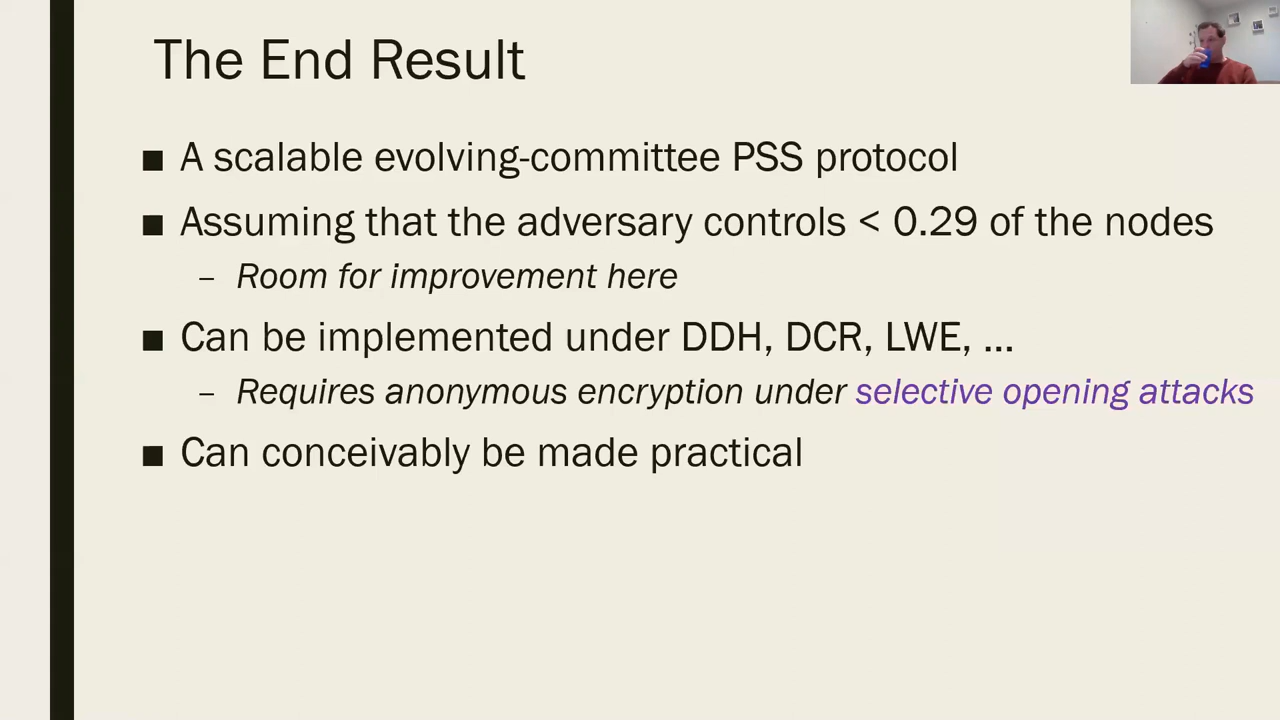 The End Result
■ A scalable evolving-committee PSS protocol
■ Assuming that the adversary controls < 0.29 of the nodes
– Room for improvement here
■ Can be implemented under DDH, DCR, LWE, ...
– Requires anonymous encryption under selective opening attacks
■ Can conceivably be made practical